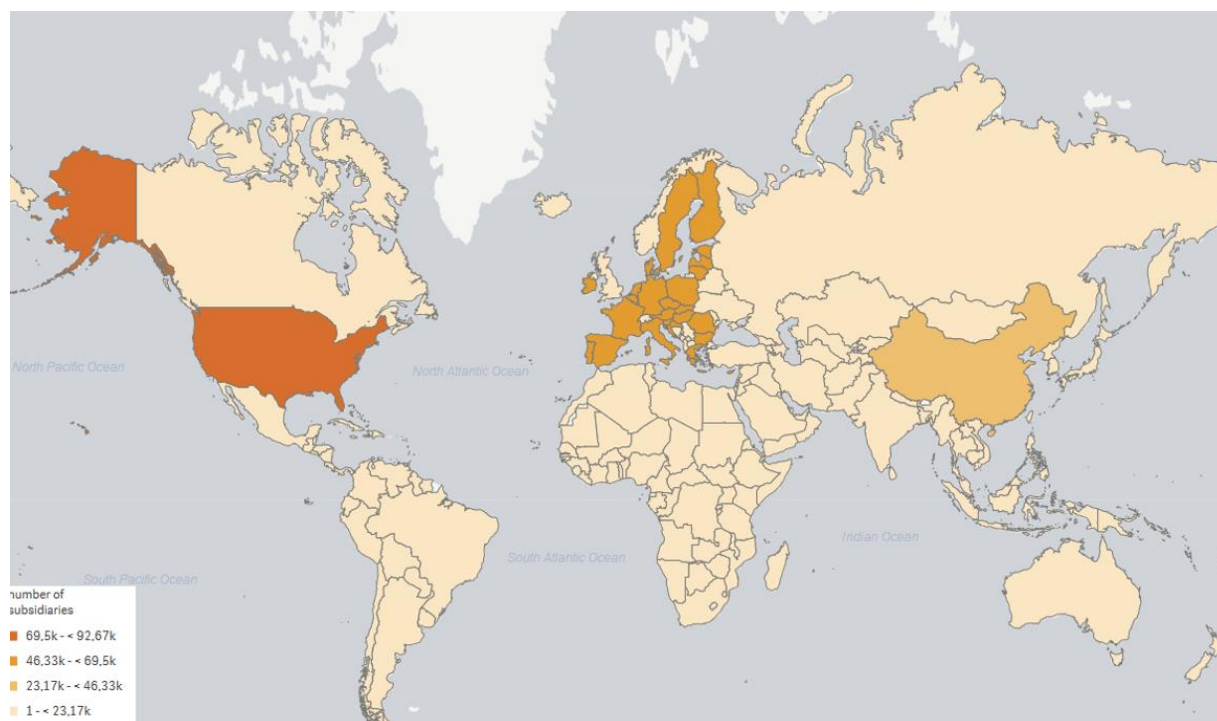 North Pacific Ocean
North Atlantic Ocean
Indian Ocean
South Atlantic Ocean
South Pacific Ocean
number of
subsidiaries
69,5k - < 92,67k
46,33k - < 69,5k
23,17k - < 46,33k
1 - < 23,17k